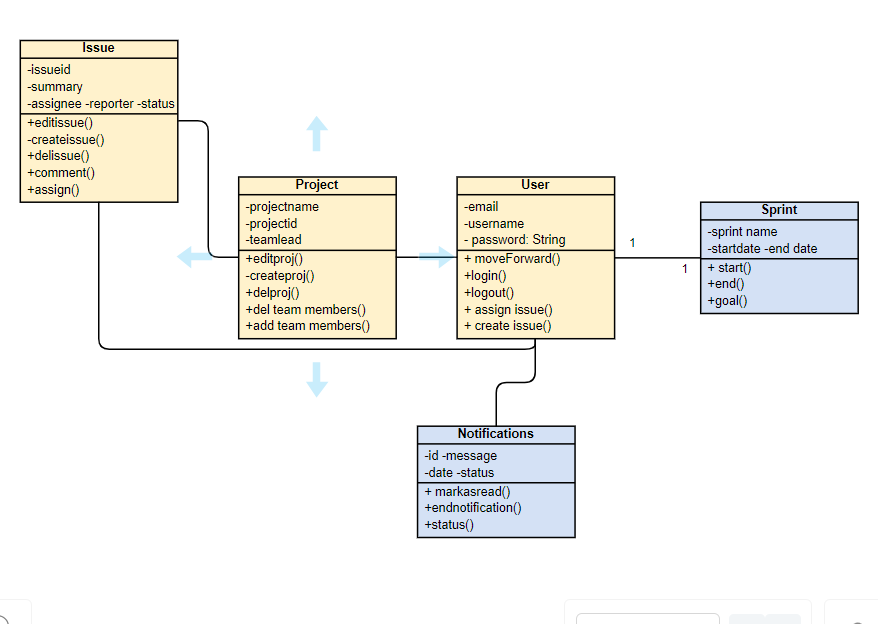 Issue
-issueid
-summary
-assignee -reporter -status
+editissue()
-createissue()
+delissue()
+comment()
+assign()
Project
-projectname
-projectid
-teamlead
+editproj()
-createproj()
+delproj()
+del team members()
+add team members()
User
-email
-username
- password: String
+ moveForward()
+login()
+logout()
+ assign issue()
+ create issue()
1
1
Sprint
-sprint name
-startdate -end date
+ start()
+end()
+goal()
Notifications
-id -message
-date -status
+ markasread()
+endnotification()
+status()